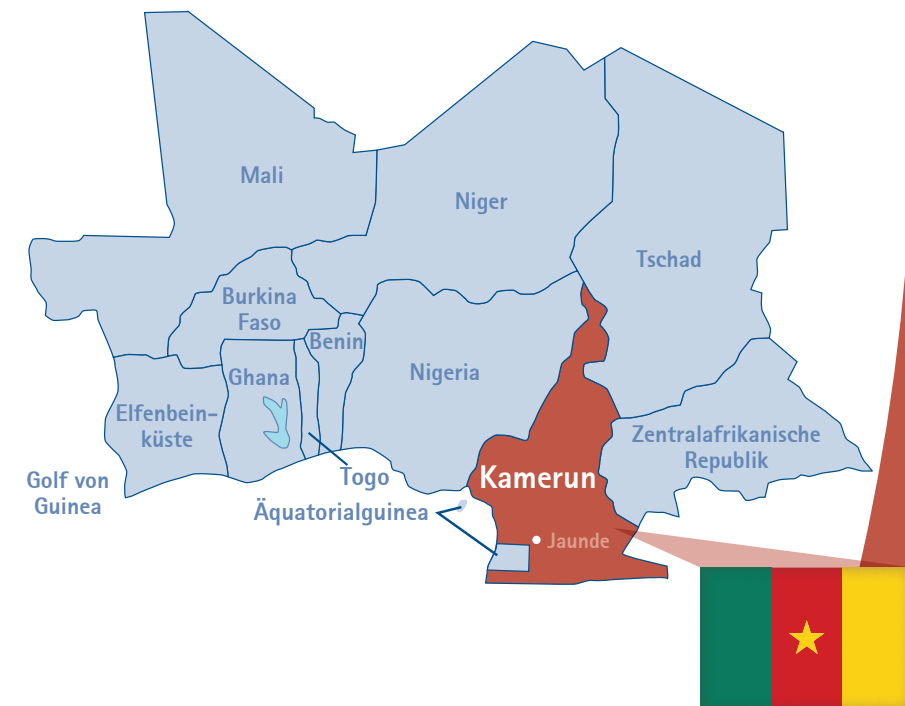 Mali
Niger
Tschad
Burkina
Faso
Benin
Nigeria
Ghana
Elfenbein-
küste
Zentralafrikanische
Republik
Golf von
Guinea
Togo
Kamerun
Äquatorialguinea
Jaunde